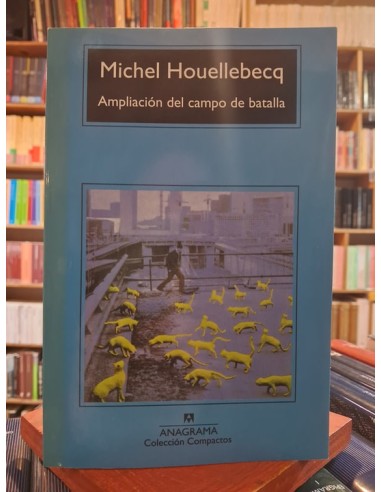 Michel Houellebecq
Ampliación del campo de batalla
ANAGRAMA
Colección Compactos